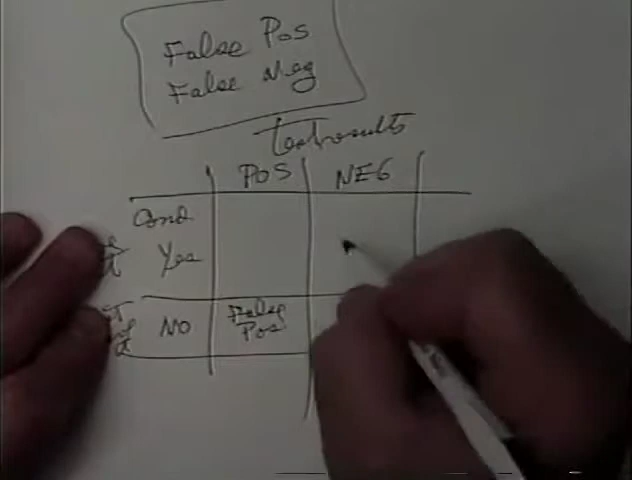 False Pos
False Neg
Test results
POS NEG
Cond
Yes
NO False
Pos